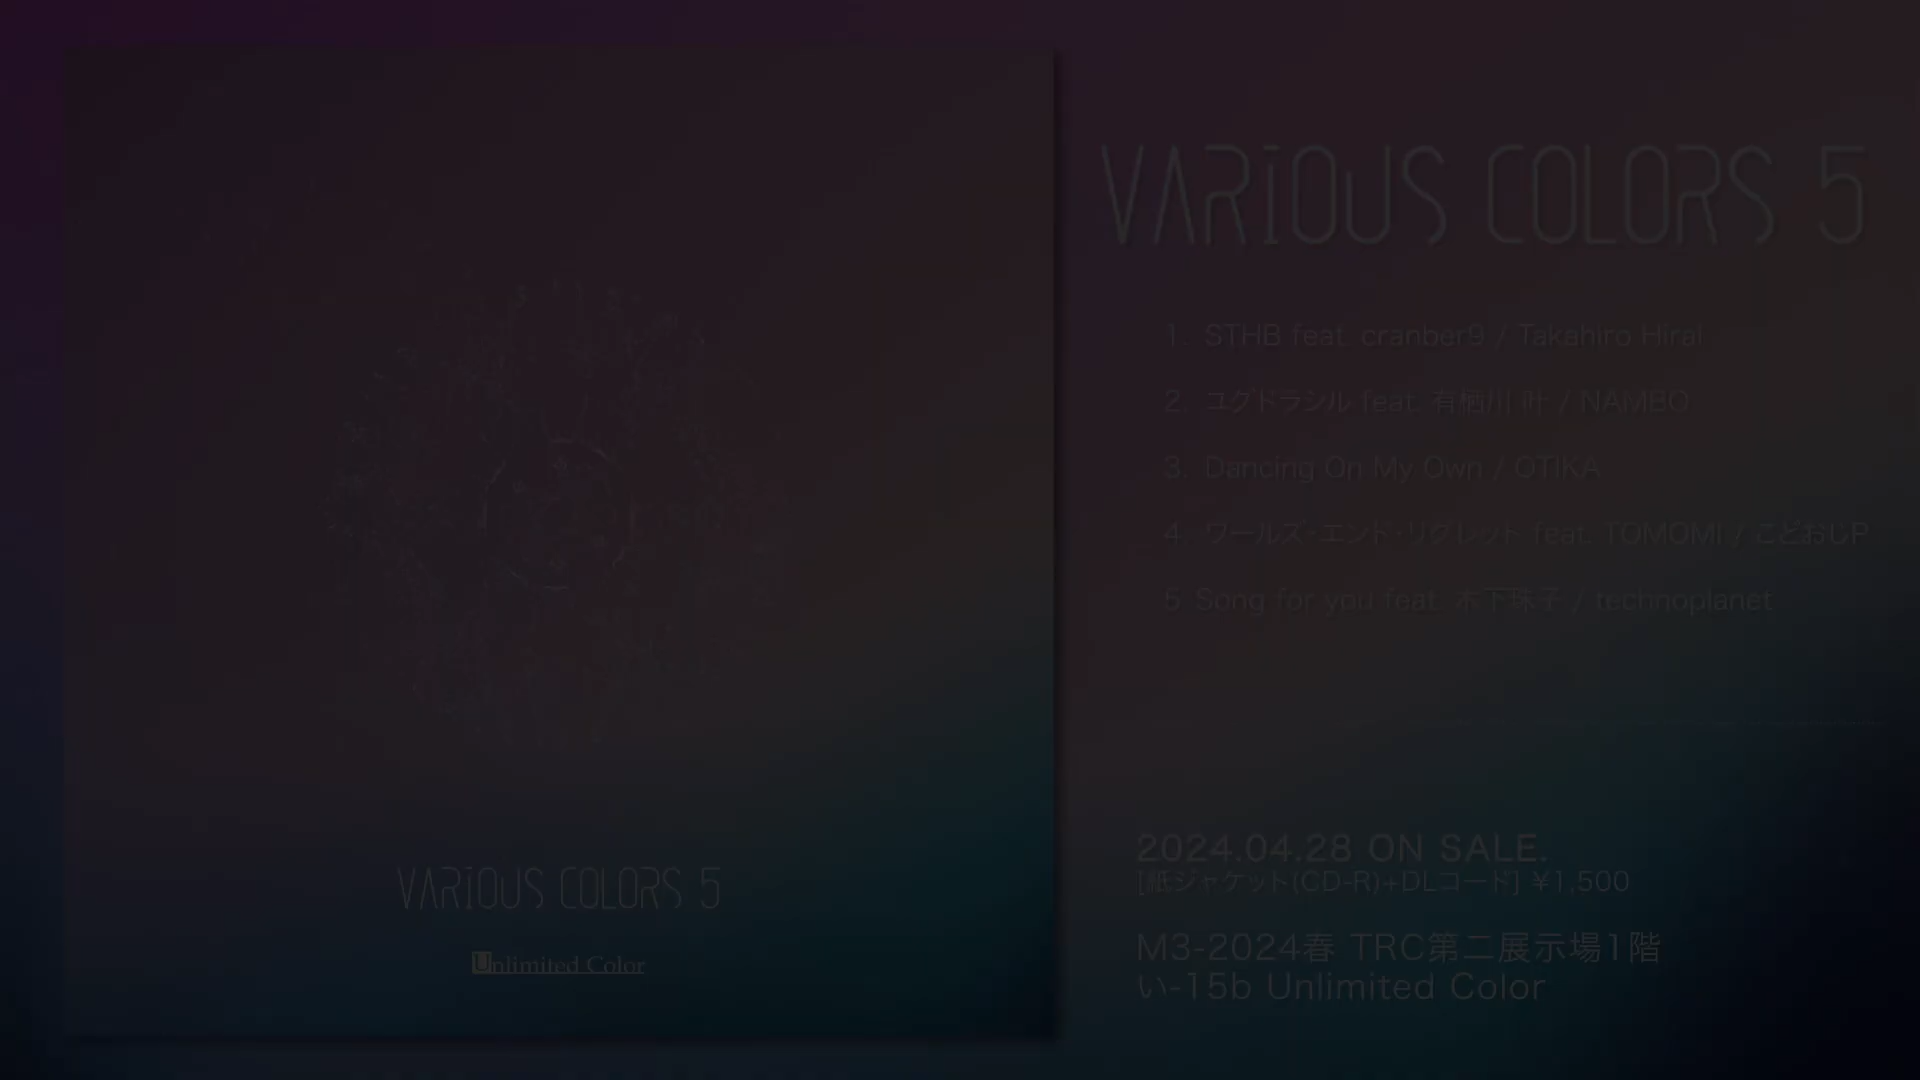 VARIOUS COLORS 5
Unlimited Color
VARIOUS COLORS 5
1. STHB feat. cranber9 / Takahiro Hirai
2. ユグドラシル feat. 有栖川 叶 / NAMBO
3. Dancing On My Own / OTIKA
4. ワールズ・エンド・リグレット feat. TOMOMI / こどおじP
5 Song for you feat. 木下珠子 / technoplanet
2024.04.28 ON SALE.
[紙ジャケット(CD-R)+DLコード] ¥1,500
M3-2024春 TRC第二展示場1階
い-15b Unlimited Color